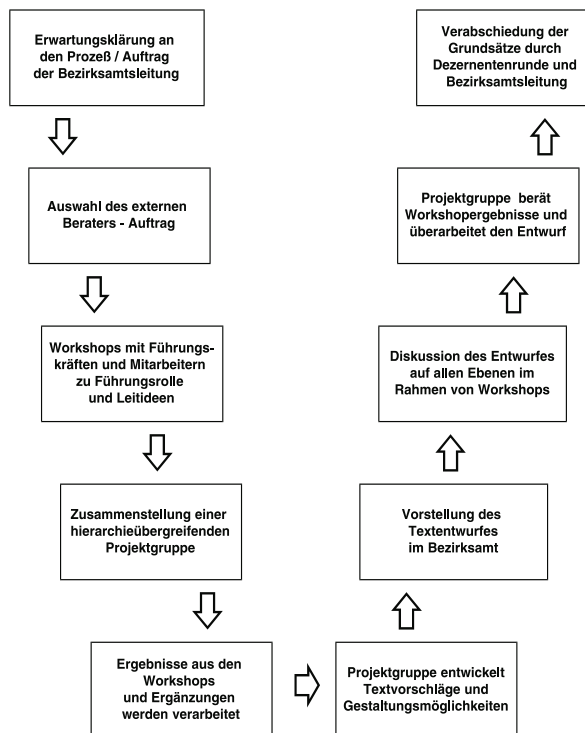 Erwartungsklärung an
den Prozeß / Auftrag
der Bezirksamtsleitung
Auswahl des externen
Beraters - Auftrag
Workshops mit Führungs-
kräften und Mitarbeitern
zu Führungsrolle
und Leitideen
Zusammenstellung einer
hierarchieübergreifenden
Projektgruppe
Ergebnisse aus den
Workshops
und Ergänzungen
werden verarbeitet
Projektgruppe entwickelt
Textvorschläge und
Gestaltungsmöglichkeiten
Vorstellung des
Textentwurfes
im Bezirksamt
Diskussion des Entwurfes
auf allen Ebenen im
Rahmen von Workshops
Projektgruppe berät
Workshopergebnisse und
überarbeitet den Entwurf
Verabschiedung der
Grundsätze durch
Dezernentenrunde und
Bezirksamtsleitung